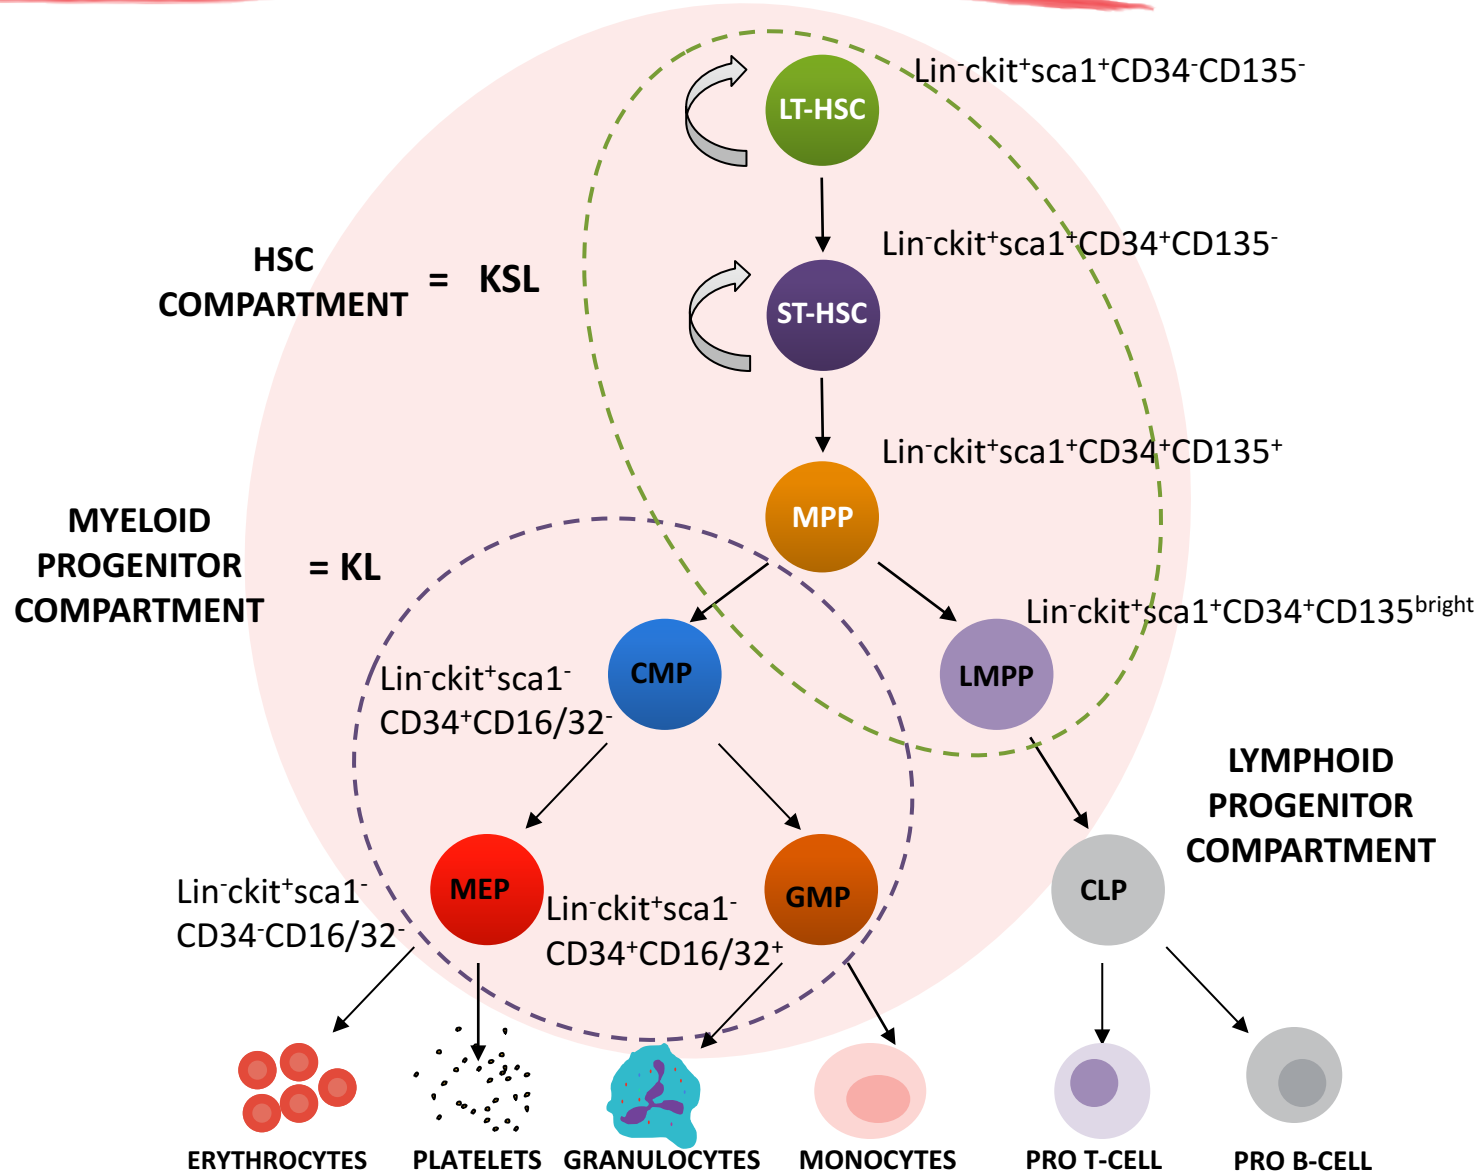 LT-HSC
Lin⁻ckit⁺sca1⁺CD34⁻CD135⁻
Lin⁻ckit⁺sca1⁺CD34⁺CD135⁻
HSC
COMPARTMENT
= KSL
ST-HSC
Lin⁻ckit⁺sca1⁺CD34⁺CD135⁺
MPP
MYELOID
PROGENITOR
COMPARTMENT
= KL
Lin⁻ckit⁺sca1⁺CD34⁺CD135ᵇʳⁱᵍʰᵗ
Lin⁻ckit⁺sca1⁻
CD34⁺CD16/32⁻
CMP
LMPP
LYMPHOID
PROGENITOR
COMPARTMENT
Lin⁻ckit⁺sca1⁻
CD34⁻CD16/32⁻
MEP
Lin⁻ckit⁺sca1⁻
CD34⁺CD16/32⁺
GMP
CLP
ERYTHROCYTES
PLATELETS
GRANULOCYTES
MONOCYTES
PRO T-CELL
PRO B-CELL